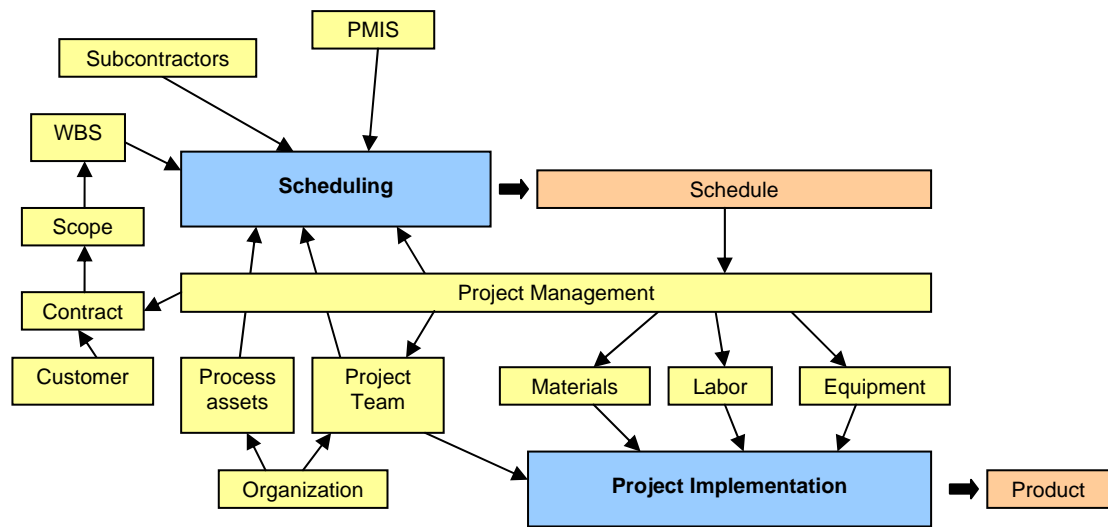 PMIS
Subcontractors
WBS
Scheduling
Schedule
Scope
Project Management
Contract
Customer
Process
assets
Project
Team
Materials
Labor
Equipment
Organization
Project Implementation
Product